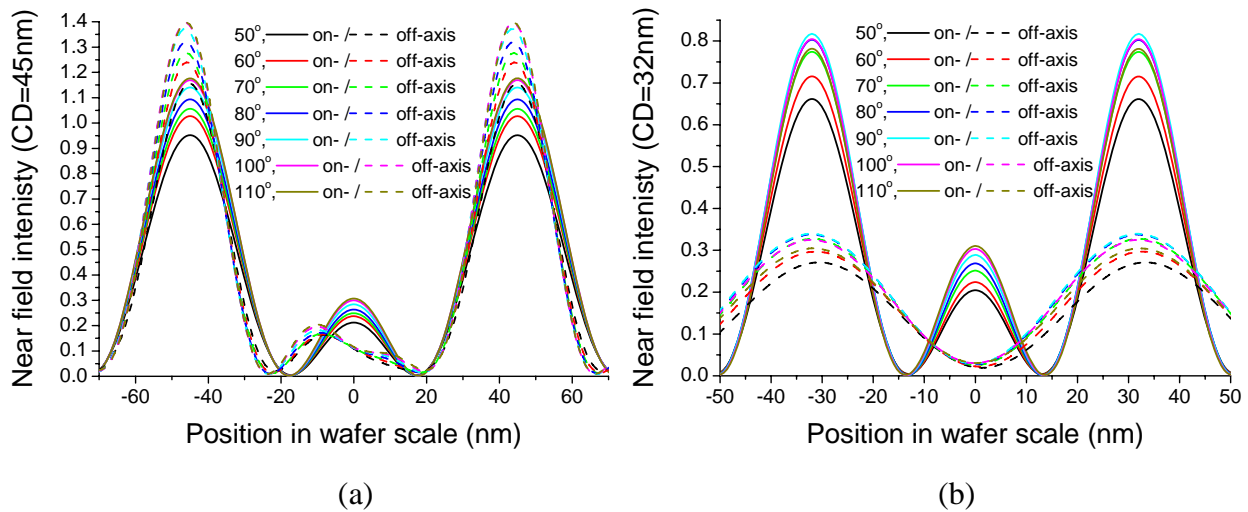 Near field intenisty (CD=45nm)
1.4
1.3
1.2
1.1
1.0
0.9
0.8
0.7
0.6
0.5
0.4
0.3
0.2
0.1
0.0
50°, on- / off-axis
60°, on- / off-axis
70°, on- / off-axis
80°, on- / off-axis
90°, on- / off-axis
100°, on- / off-axis
110°, on- / off-axis
-60 -40 -20 0 20 40 60
Position in wafer scale (nm)
(a)
Near field intenisty (CD=32nm)
0.8
0.7
0.6
0.5
0.4
0.3
0.2
0.1
0.0
50°, on- / off-axis
60°, on- / off-axis
70°, on- / off-axis
80°, on- / off-axis
90°, on- / off-axis
100°, on- / off-axis
110°, on- / off-axis
-50 -40 -30 -20 -10 0 10 20 30 40 50
Position in wafer scale (nm)
(b)